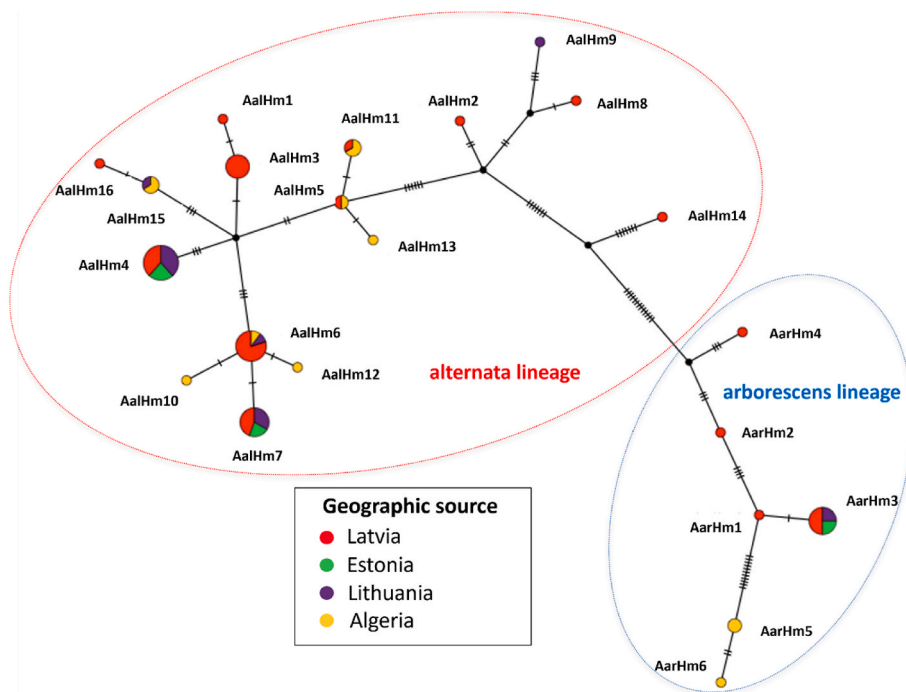 AalHm9
AalHm1
AalHm2
AalHm8
AalHm11
AalHm3
AalHm16
AalHm5
AalHm15
AalHm14
AalHm13
AalHm4
AalHm6
AarHm4
AalHm12
alternata lineage
arborescens lineage
AalHm10
AarHm2
AalHm7
AarHm3
AarHm1
Geographic source
Latvia
Estonia
Lithuania
Algeria
AarHm5
AarHm6